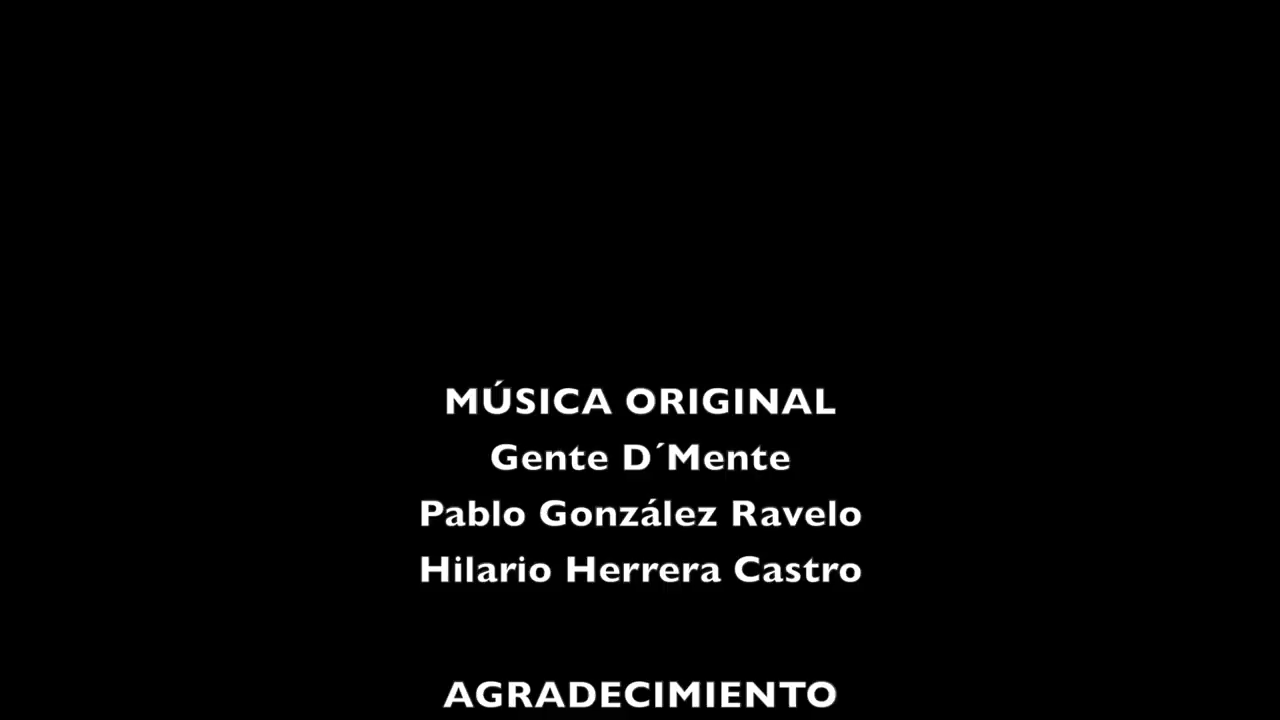 MÚSICA ORIGINAL
Gente D´Mente
Pablo González Ravelo
Hilario Herrera Castro
AGRADECIMIENTO